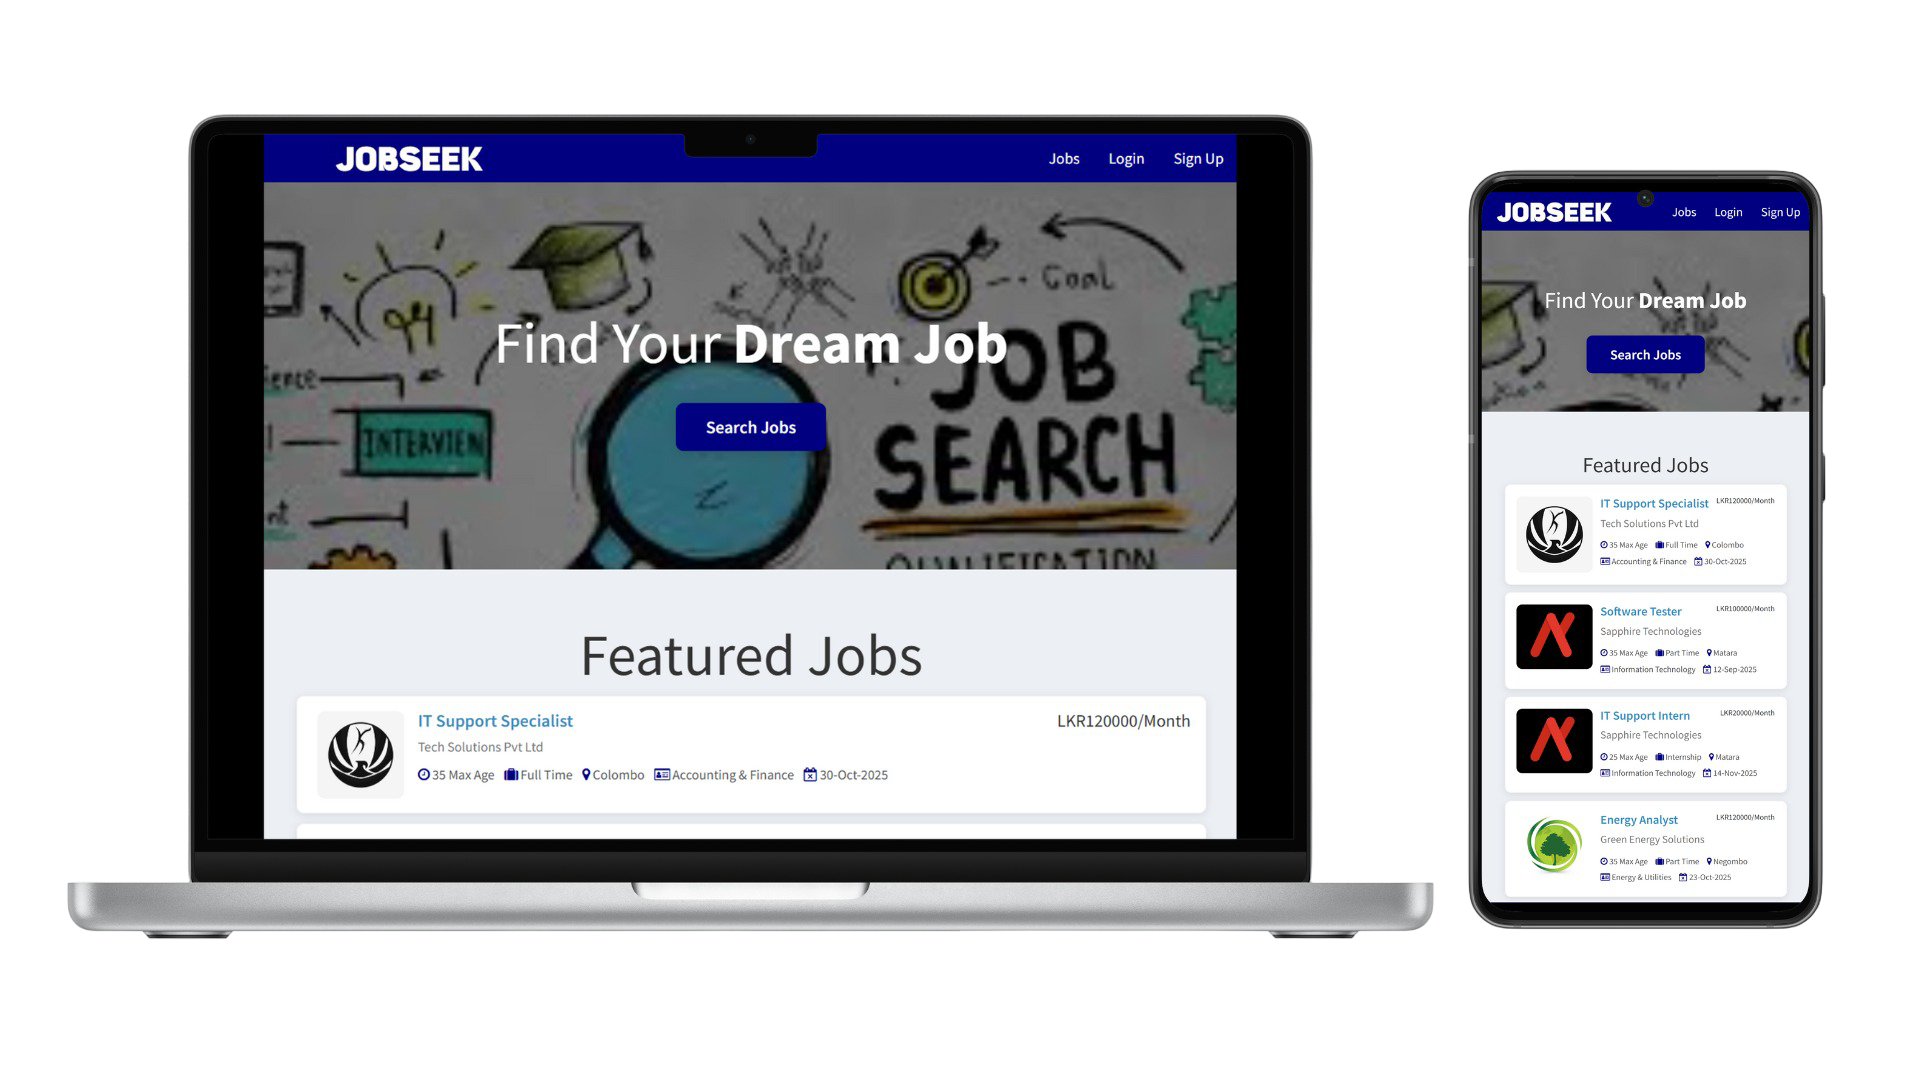 JOBSEEK
Jobs Login Sign Up
Goal
Find Your Dream Job
JOB
SEARCH
INTERVIEW
Search Jobs
Featured Jobs
IT Support Specialist LKR120000/Month
Tech Solutions Pvt Ltd
35 Max Age Full Time Colombo Accounting & Finance 30-Oct-2025
JOBSEEK Jobs Login Sign Up
Find Your Dream Job
Search Jobs
Featured Jobs
IT Support Specialist LKR120000/Month
Tech Solutions Pvt Ltd
35 Max Age Full Time Colombo
Accounting & Finance 30-Oct-2025
Software Tester LKR100000/Month
Sapphire Technologies
35 Max Age Part Time Matara
Information Technology 12-Sep-2025
IT Support Intern LKR20000/Month
Sapphire Technologies
25 Max Age Internship Matara
Information Technology 14-Nov-2025
Energy Analyst LKR120000/Month
Green Energy Solutions
35 Max Age Part Time Negombo
Energy & Utilities 23-Oct-2025